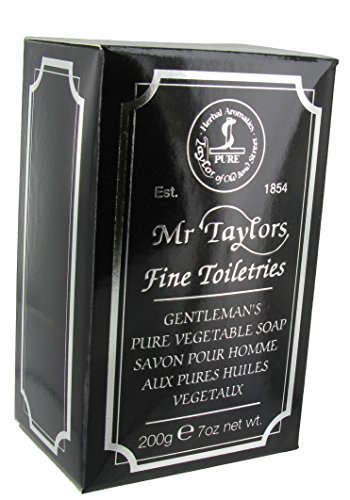 Herbal Aromatics
PURE
Taylor of Old Bond Street
Est. 1854
Mr Taylors
Fine Toiletries
GENTLEMAN'S
PURE VEGETABLE SOAP
SAVON POUR HOMME
AUX PURES HUILES
VEGETAUX
200g e 7oz net wt.